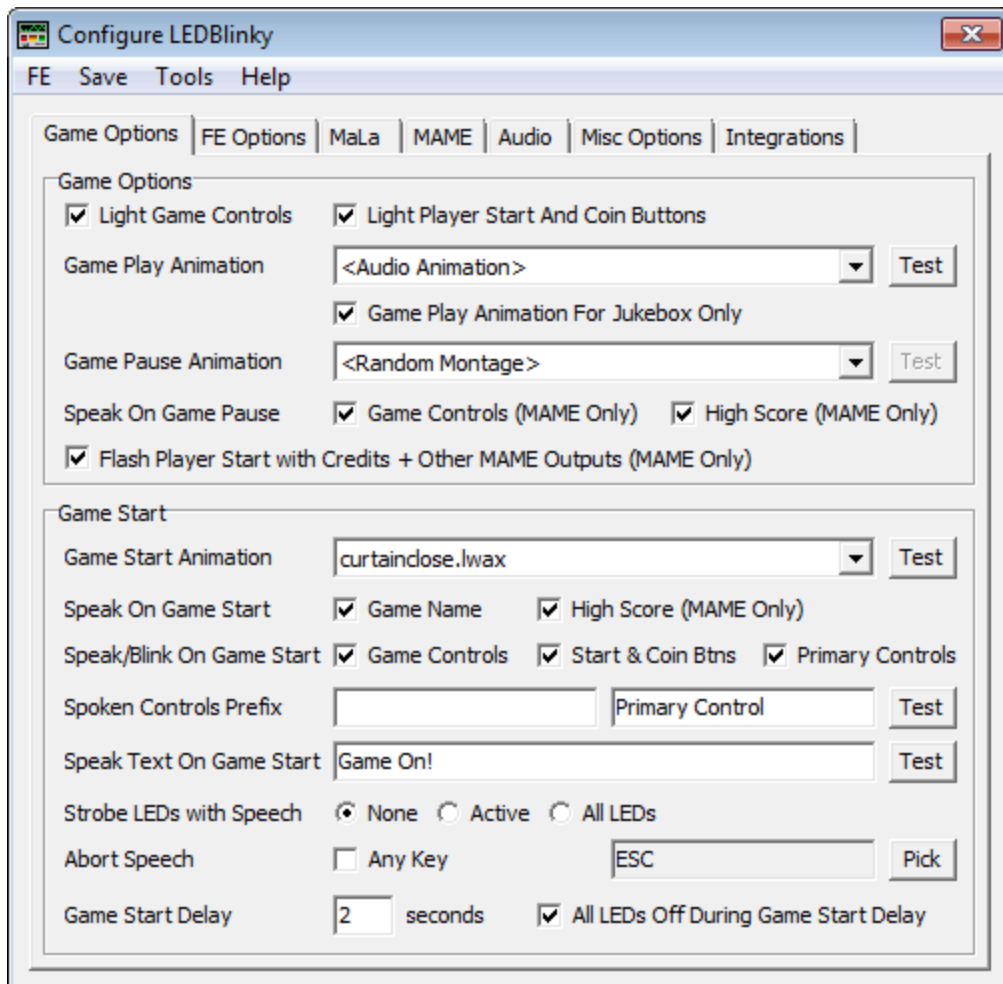 Configure LEDBlinky
FE Save Tools Help
Game Options FE Options MaLa MAME Audio Misc Options Integrations
Game Options
Light Game Controls Light Player Start And Coin Buttons
Game Play Animation <Audio Animation> Test
Game Play Animation For Jukebox Only
Game Pause Animation <Random Montage> Test
Speak On Game Pause Game Controls (MAME Only) High Score (MAME Only)
Flash Player Start with Credits + Other MAME Outputs (MAME Only)
Game Start
Game Start Animation curtainclose.lwax Test
Speak On Game Start Game Name High Score (MAME Only)
Speak/Blink On Game Start Game Controls Start & Coin Btns Primary Controls
Spoken Controls Prefix Primary Control Test
Speak Text On Game Start Game On! Test
Strobe LEDs with Speech None Active All LEDs
Abort Speech Any Key ESC Pick
Game Start Delay 2 seconds All LEDs Off During Game Start Delay